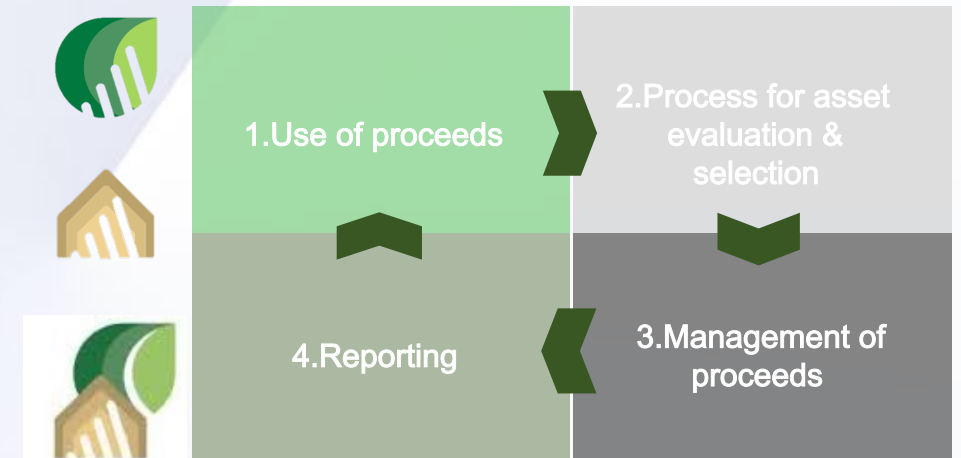 1.Use of proceeds
2.Process for asset
evaluation &
selection
3.Management of
proceeds
4.Reporting